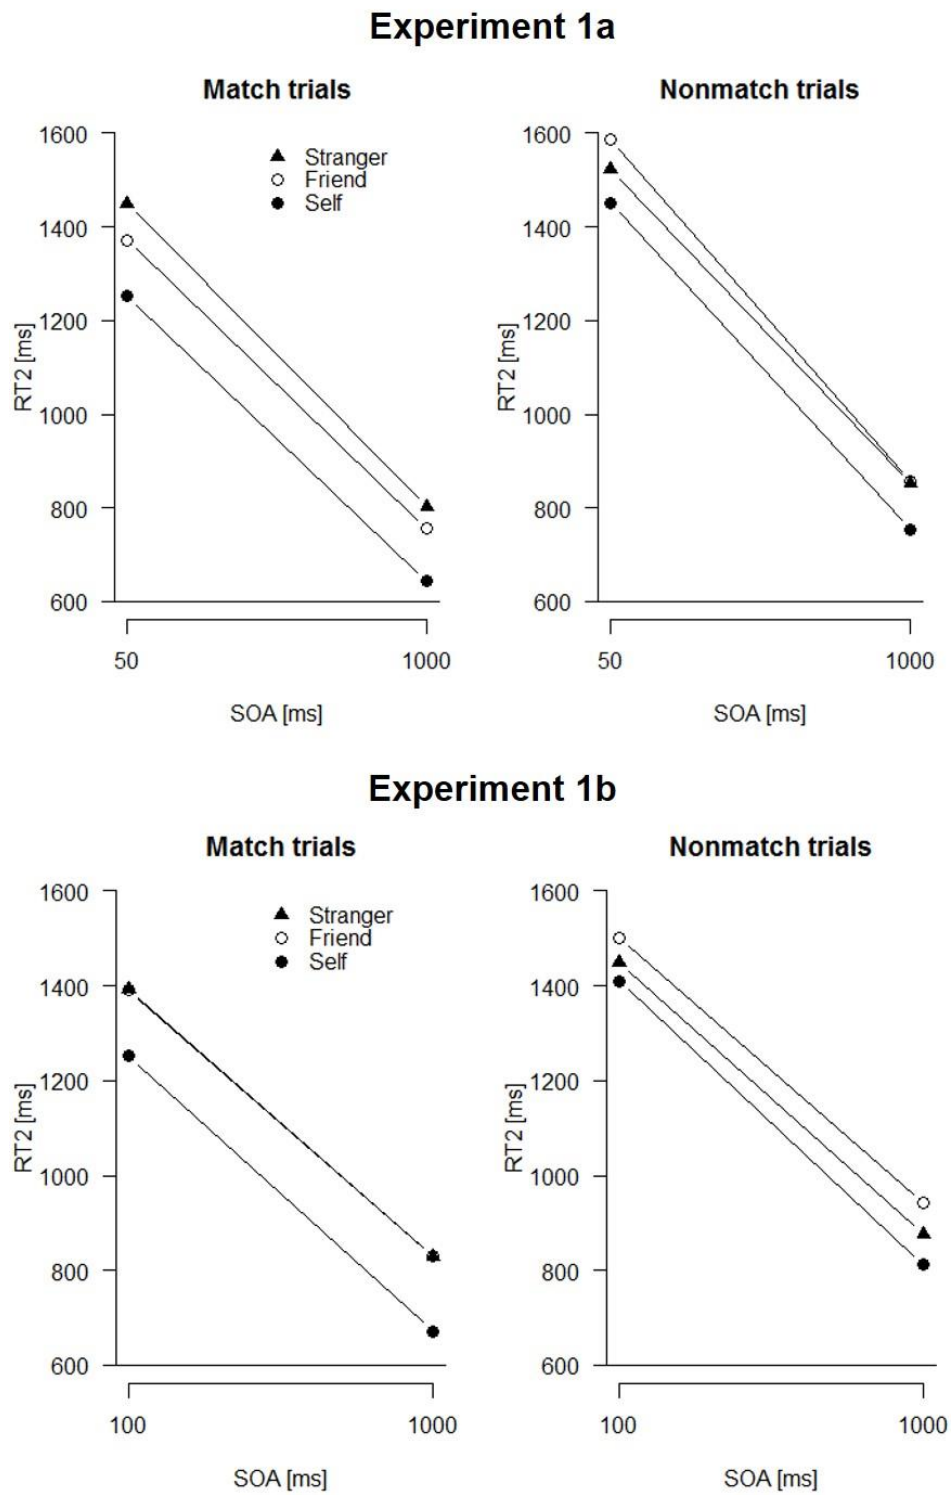 Experiment 1a
Match trials
Nonmatch trials
1600
1400
1200
1000
800
600
RT2 [ms]
Stranger
Friend
Self
50
1000
SOA [ms]
1600
1400
1200
1000
800
600
RT2 [ms]
50
1000
SOA [ms]
Experiment 1b
Match trials
Nonmatch trials
1600
1400
1200
1000
800
600
RT2 [ms]
Stranger
Friend
Self
100
1000
SOA [ms]
1600
1400
1200
1000
800
600
RT2 [ms]
100
1000
SOA [ms]